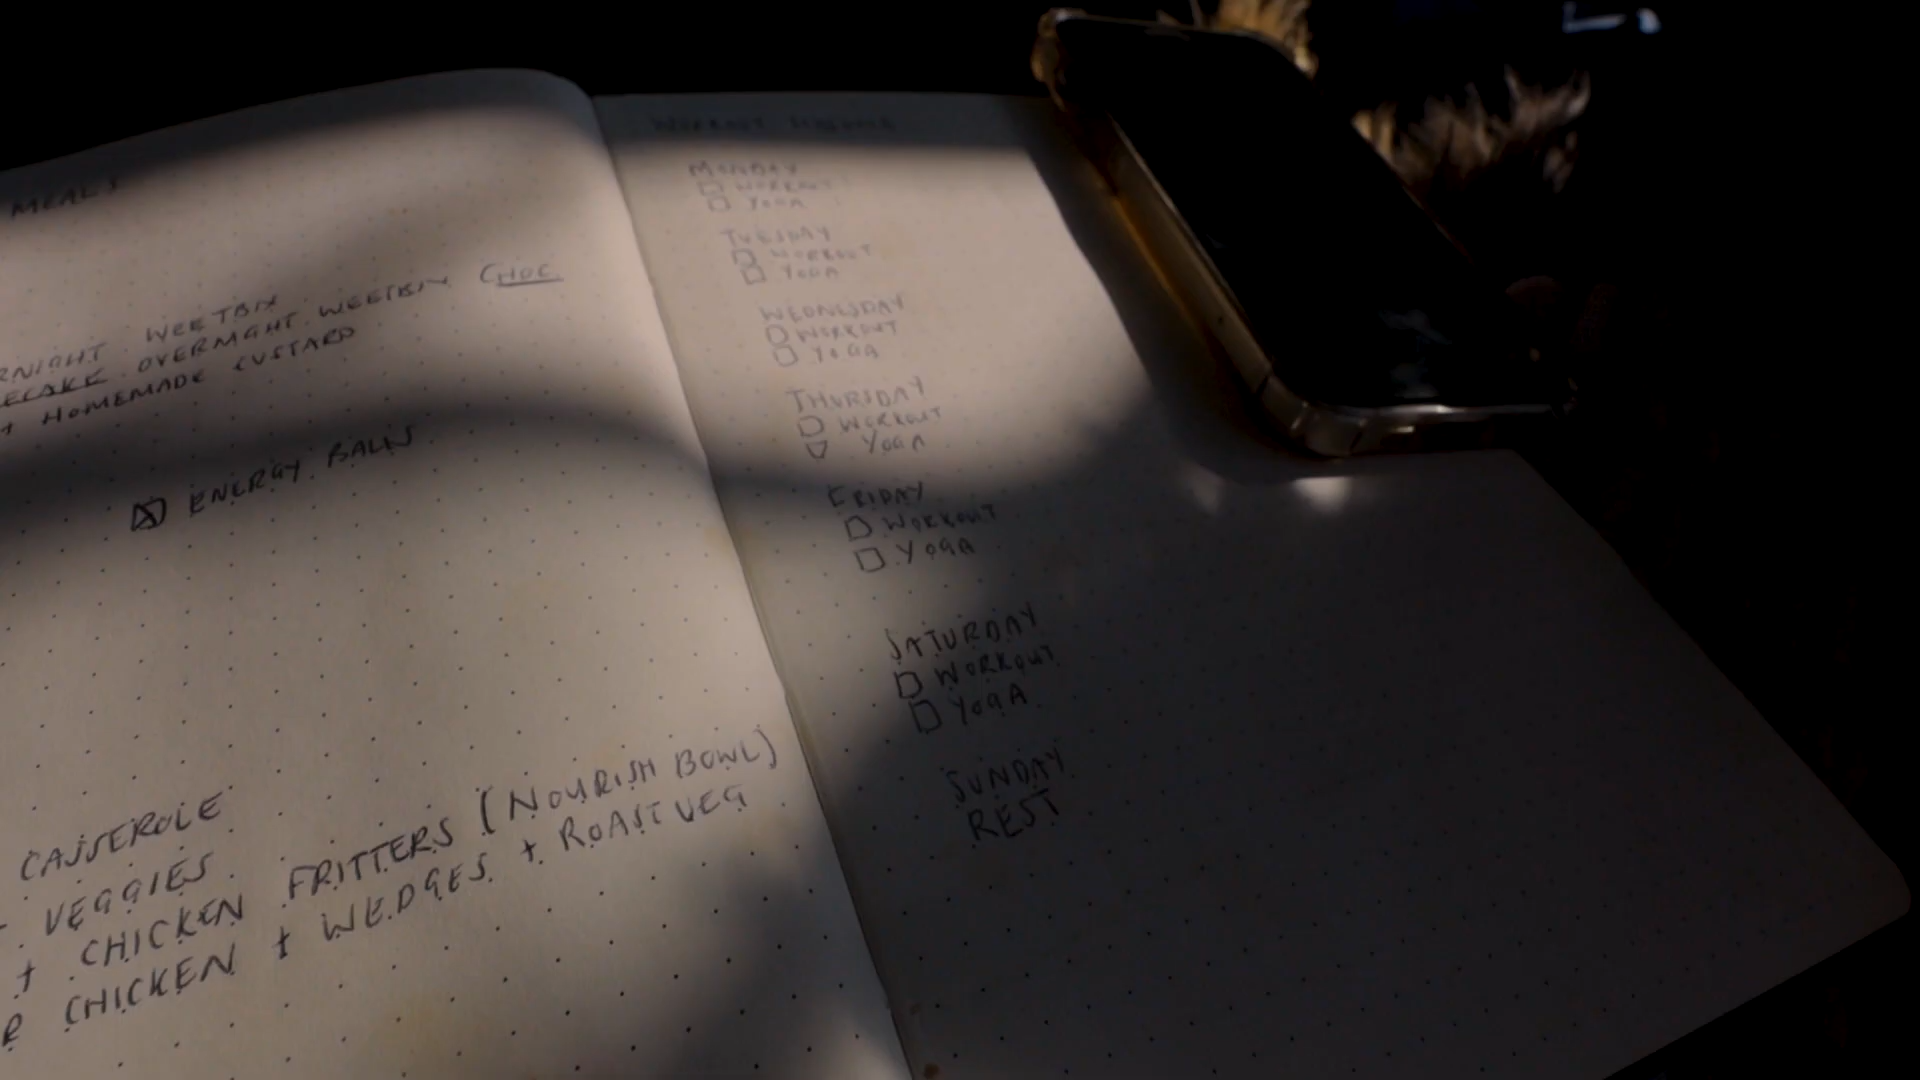 MEALS
RNIGHT WEETBIX
ECAKE OVERNIGHT WEETBIX CHOC
+ HOMEMADE CUSTARD
ENERGY BALLS
CASSEROLE
- VEGGIES
+ CHICKEN FRITTERS (NOURISH BOWL)
R CHICKEN + WEDGES + ROAST VEG
WORKOUT SCHEDULE
MONDAY
WORKOUT
YOGA
TUESDAY
WORKOUT
YOGA
WEDNESDAY
WORKOUT
YOGA
THURSDAY
WORKOUT
YOGA
FRIDAY
WORKOUT
YOGA
SATURDAY
WORKOUT
YOGA
SUNDAY
REST